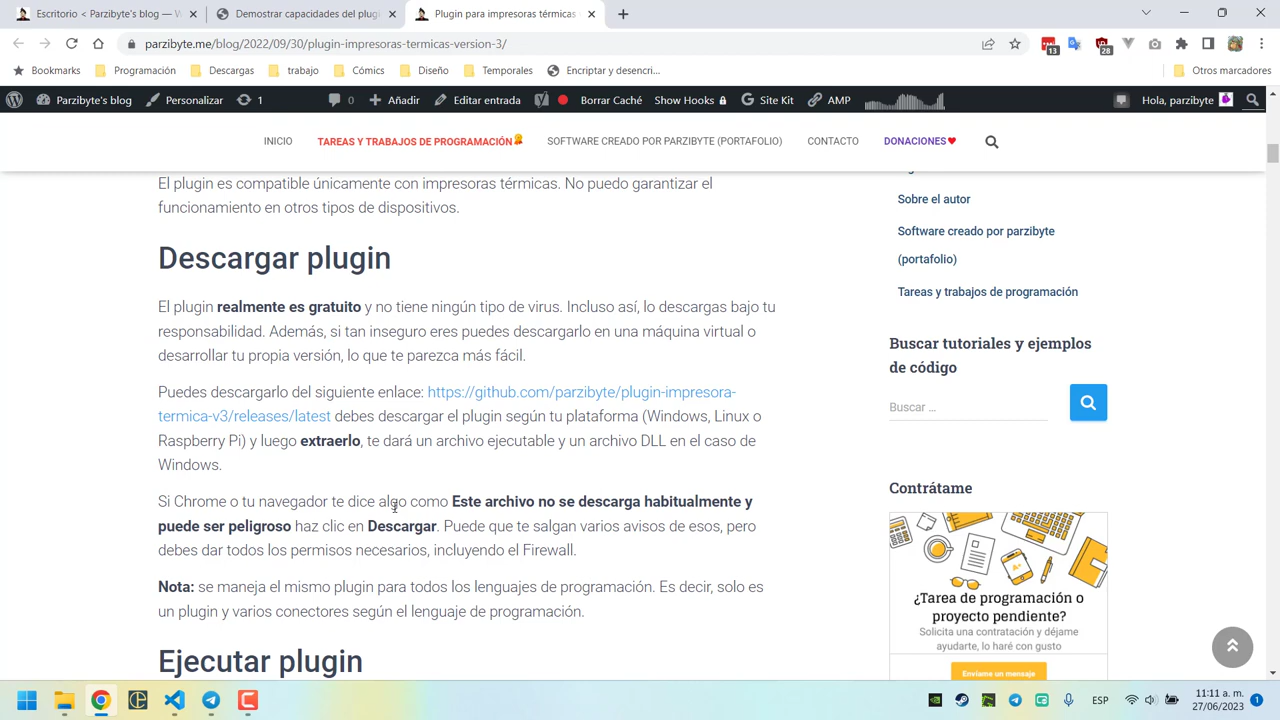 Escritorio < Parzibyte's blog — W
Demostrar capacidades del plug
Plugin para impresoras térmicas
parzibyte.me/blog/2022/09/30/plugin-impresoras-termicas-version-3/
13
28
Bookmarks
Programación
Descargas
trabajo
Cómics
Diseño
Temporales
Encriptar y desencri...
Otros marcadores
Parzibyte's blog
Personalizar
1
0
Añadir
Editar entrada
Borrar Caché
Show Hooks
Site Kit
AMP
Hola, parzibyte
INICIO
TAREAS Y TRABAJOS DE PROGRAMACIÓN
SOFTWARE CREADO POR PARZIBYTE (PORTAFOLIO)
CONTACTO
DONACIONES
El plugin es compatible únicamente con impresoras térmicas. No puedo garantizar el
funcionamiento en otros tipos de dispositivos.
Descargar plugin
El plugin realmente es gratuito y no tiene ningún tipo de virus. Incluso así, lo descargas bajo tu
responsabilidad. Además, si tan inseguro eres puedes descargarlo en una máquina virtual o
desarrollar tu propia versión, lo que te parezca más fácil.
Puedes descargarlo del siguiente enlace: https://github.com/parzibyte/plugin-impresora-
termica-v3/releases/latest debes descargar el plugin según tu plataforma (Windows, Linux o
Raspberry Pi) y luego extraerlo, te dará un archivo ejecutable y un archivo DLL en el caso de
Windows.
Si Chrome o tu navegador te dice algo como Este archivo no se descarga habitualmente y
puede ser peligroso haz clic en Descargar. Puede que te salgan varios avisos de esos, pero
debes dar todos los permisos necesarios, incluyendo el Firewall.
Nota: se maneja el mismo plugin para todos los lenguajes de programación. Es decir, solo es
un plugin y varios conectores según el lenguaje de programación.
Ejecutar plugin
Sobre el autor
Software creado por parzibyte
(portafolio)
Tareas y trabajos de programación
Buscar tutoriales y ejemplos
de código
Buscar …
Contrátame
A+
¿Tarea de programación o
proyecto pendiente?
Solicita una contratación y déjame
ayudarte, lo haré con gusto
Envíame un mensaje
ESP
11:11 a. m.
27/06/2023
1